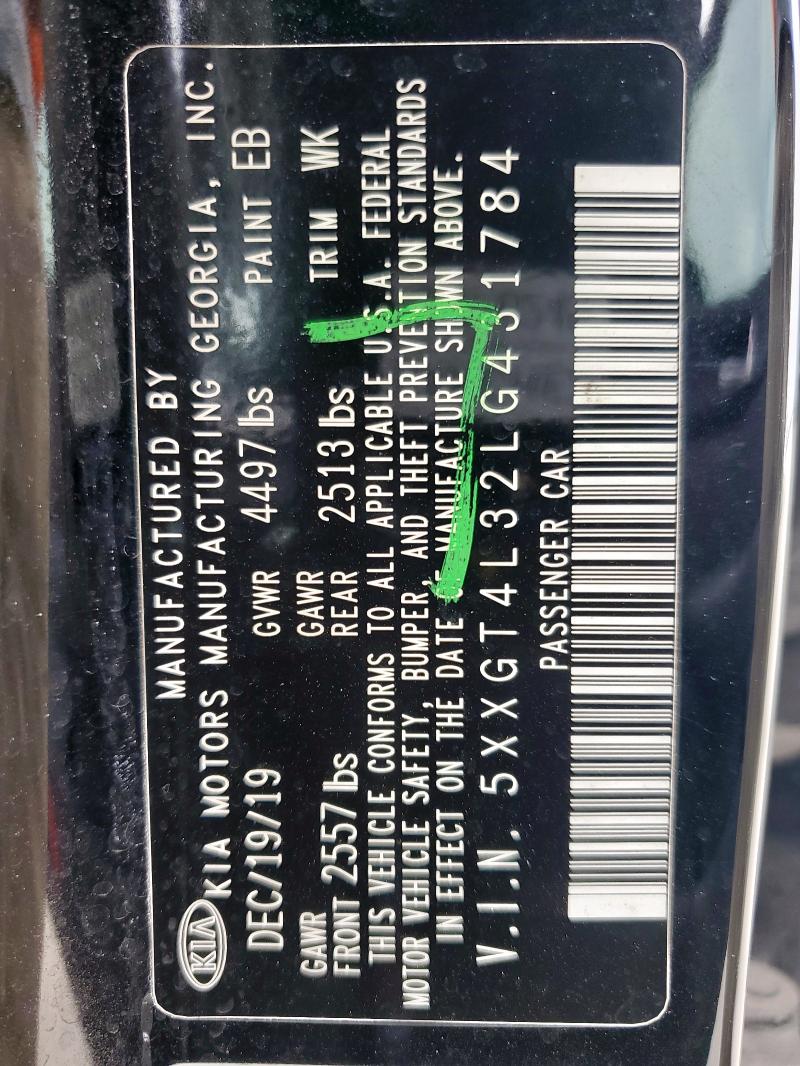 MANUFACTURED BY
KIA KIA MOTORS MANUFACTURING GEORGIA, INC.
DEC/19/19 GVWR 4497 lbs PAINT EB
GAWR FRONT 2557 lbs GAWR REAR 2513 lbs TRIM WK
THIS VEHICLE CONFORMS TO ALL APPLICABLE U.S.A. FEDERAL
MOTOR VEHICLE SAFETY, BUMPER, AND THEFT PREVENTION STANDARDS
IN EFFECT ON THE DATE OF MANUFACTURE SHOWN ABOVE.
V.I.N. 5XXGT4L32LG431784
PASSENGER CAR